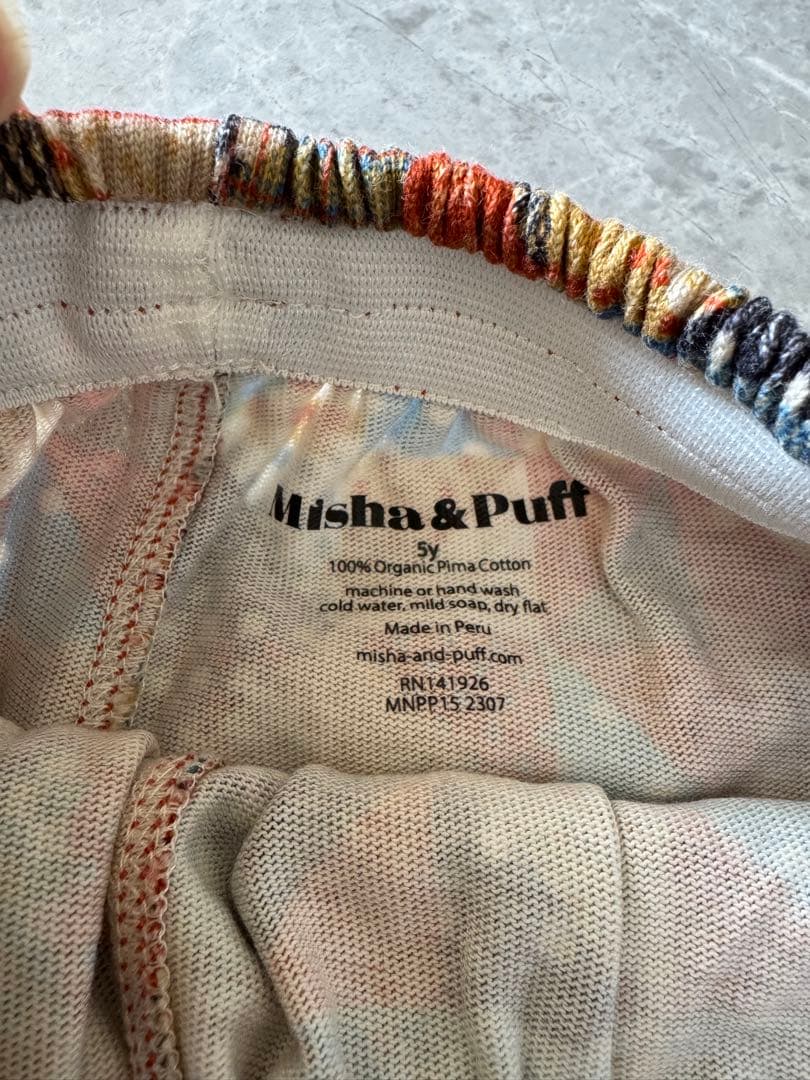 Misha & Puff
5y
100% Organic Pima Cotton
machine or hand wash
cold water, mild soap, dry flat
Made in Peru
misha-and-puff.com
RN141926
MNPP15 2307